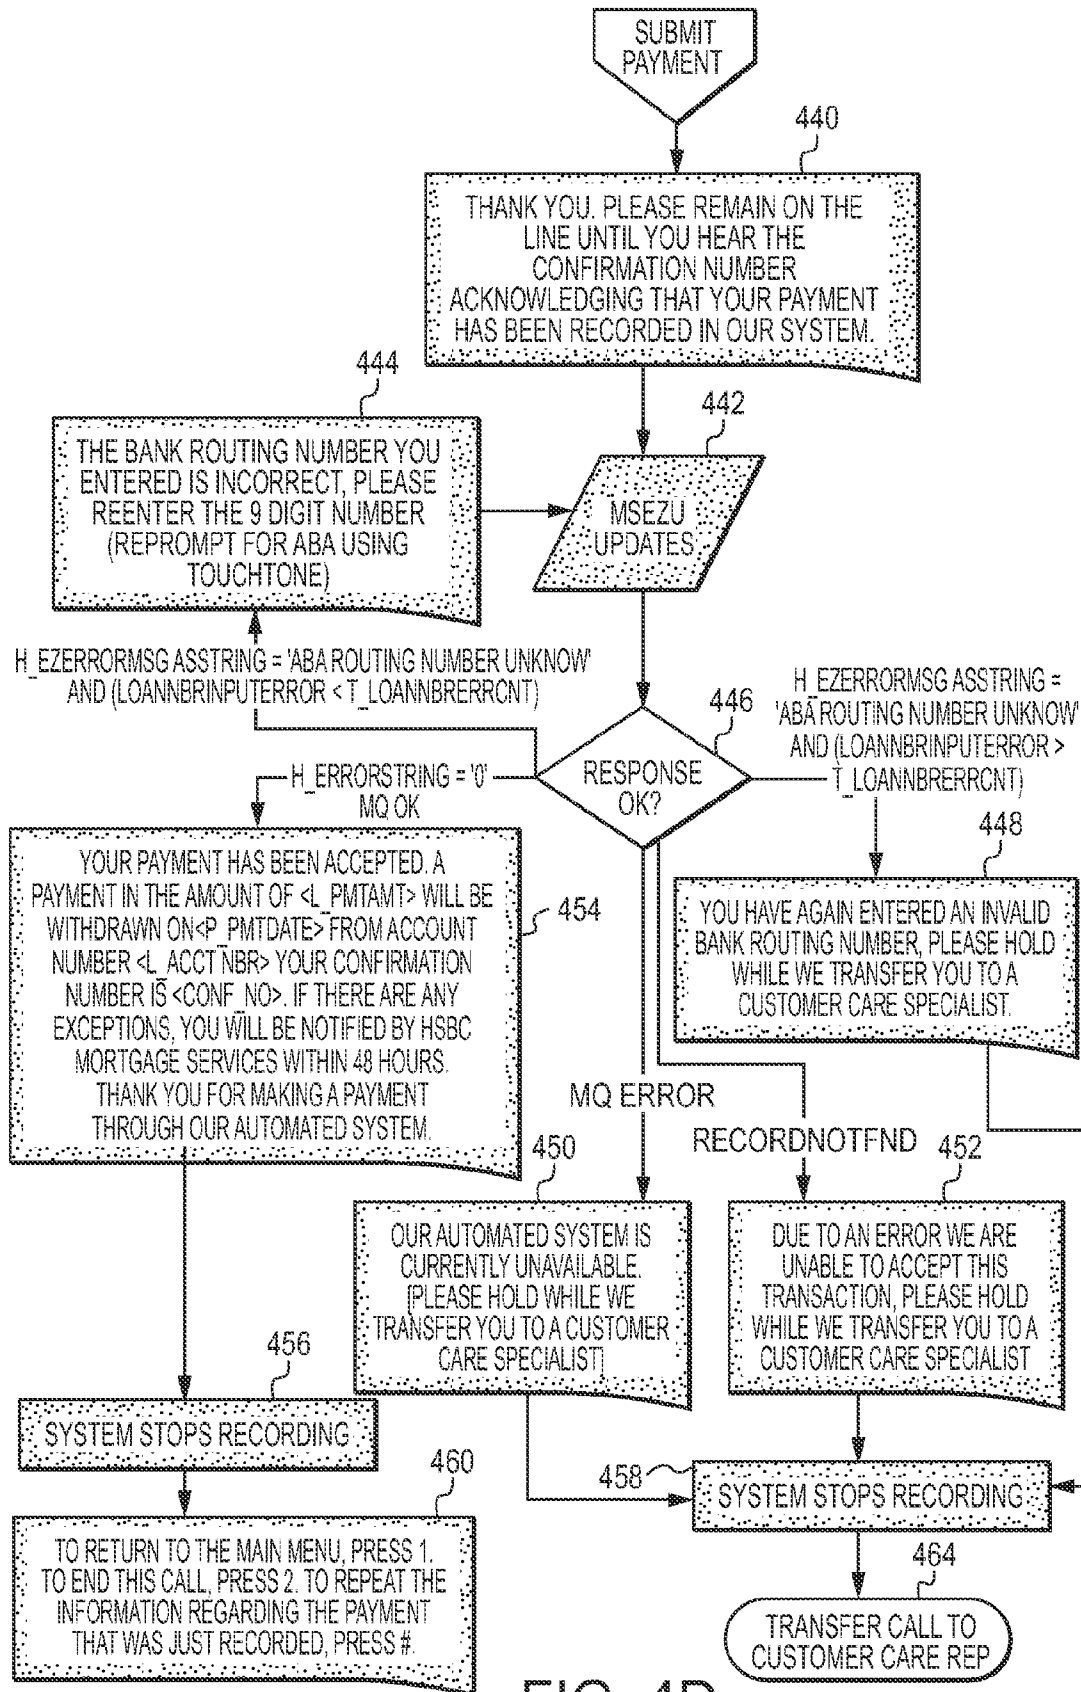 SUBMIT
PAYMENT
440
THANK YOU. PLEASE REMAIN ON THE
LINE UNTIL YOU HEAR THE
CONFIRMATION NUMBER
ACKNOWLEDGING THAT YOUR PAYMENT
HAS BEEN RECORDED IN OUR SYSTEM.
444
442
THE BANK ROUTING NUMBER YOU
ENTERED IS INCORRECT, PLEASE
REENTER THE 9 DIGIT NUMBER
(REPROMPT FOR ABA USING
TOUCHTONE)
MSEZU
UPDATES
H_EZERRORMSG ASSTRING = 'ABA ROUTING NUMBER UNKNOW'
AND (LOANNBRINPUTERROR < T_LOANNBRERRCNT)
H_EZERRORMSG ASSTRING =
'ABA ROUTING NUMBER UNKNOW'
AND (LOANNBRINPUTERROR >
T_LOANNBRERRCNT)
446
RESPONSE
OK?
H_ERRORSTRING = '0'
MQ OK
448
YOUR PAYMENT HAS BEEN ACCEPTED. A
PAYMENT IN THE AMOUNT OF <L_PMTAMT> WILL BE
WITHDRAWN ON<P_PMTDATE> FROM ACCOUNT
NUMBER <L_ACCT NBR> YOUR CONFIRMATION
NUMBER IS <CONF_NO>. IF THERE ARE ANY
EXCEPTIONS, YOU WILL BE NOTIFIED BY HSBC
MORTGAGE SERVICES WITHIN 48 HOURS.
THANK YOU FOR MAKING A PAYMENT
THROUGH OUR AUTOMATED SYSTEM.
454
YOU HAVE AGAIN ENTERED AN INVALID
BANK ROUTING NUMBER, PLEASE HOLD
WHILE WE TRANSFER YOU TO A
CUSTOMER CARE SPECIALIST.
MQ ERROR
RECORDNOTFND
450
452
OUR AUTOMATED SYSTEM IS
CURRENTLY UNAVAILABLE.
[PLEASE HOLD WHILE WE
TRANSFER YOU TO A CUSTOMER
CARE SPECIALIST]
DUE TO AN ERROR WE ARE
UNABLE TO ACCEPT THIS
TRANSACTION, PLEASE HOLD
WHILE WE TRANSFER YOU TO A
CUSTOMER CARE SPECIALIST
456
SYSTEM STOPS RECORDING
458
SYSTEM STOPS RECORDING
460
TO RETURN TO THE MAIN MENU, PRESS 1.
TO END THIS CALL, PRESS 2. TO REPEAT THE
INFORMATION REGARDING THE PAYMENT
THAT WAS JUST RECORDED, PRESS #.
464
TRANSFER CALL TO
CUSTOMER CARE REP
FIG. 4D